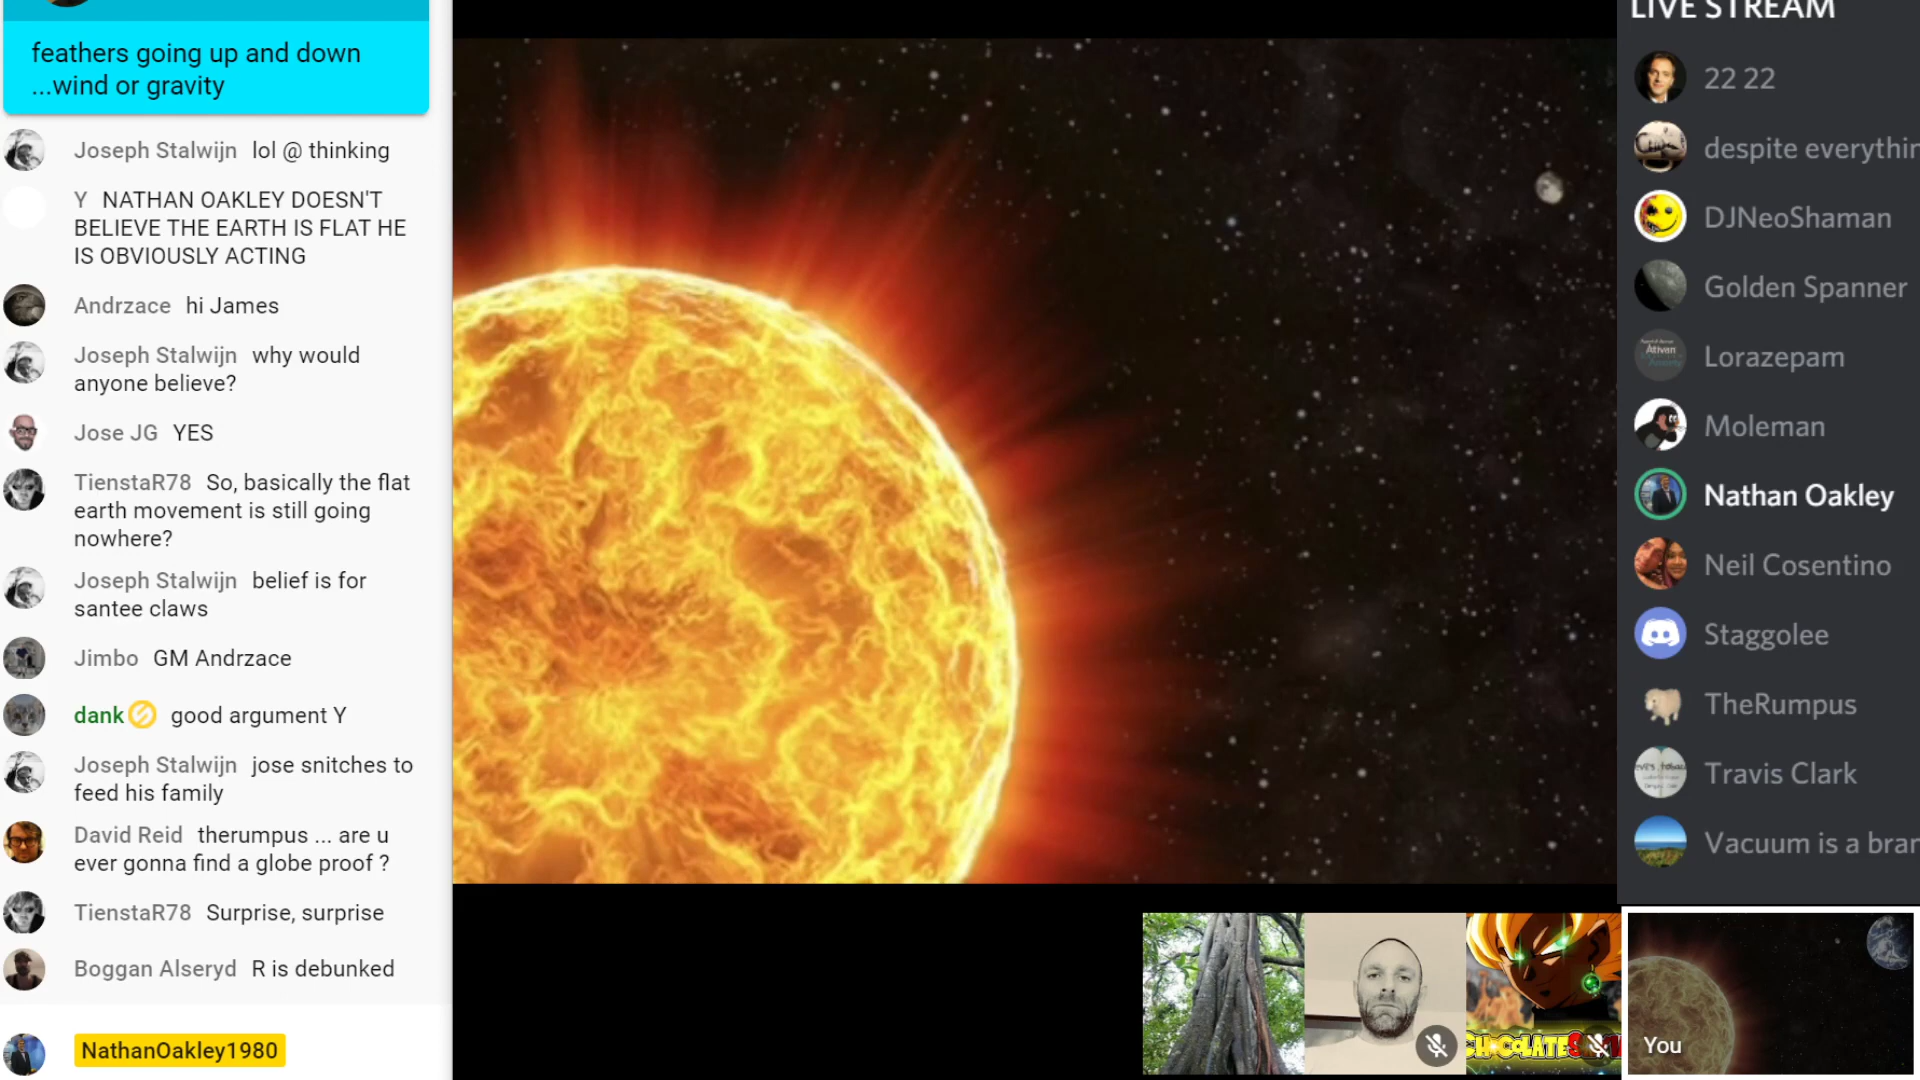 feathers going up and down
...wind or gravity
Joseph Stalwijn lol @ thinking
Y NATHAN OAKLEY DOESN'T
BELIEVE THE EARTH IS FLAT HE
IS OBVIOUSLY ACTING
Andrzace hi James
Joseph Stalwijn why would
anyone believe?
Jose JG YES
TienstaR78 So, basically the flat
earth movement is still going
nowhere?
Joseph Stalwijn belief is for
santee claws
Jimbo GM Andrzace
dank good argument Y
Joseph Stalwijn jose snitches to
feed his family
David Reid therumpus ... are u
ever gonna find a globe proof ?
TienstaR78 Surprise, surprise
Boggan Alseryd R is debunked
NathanOakley1980
LIVE STREAM
22 22
despite everythin
DJNeoShaman
Golden Spanner
Ativan
Lorazepam
Moleman
Nathan Oakley
Neil Cosentino
Staggolee
TheRumpus
Travis Clark
Vacuum is a bran
CHOCOLATE
You